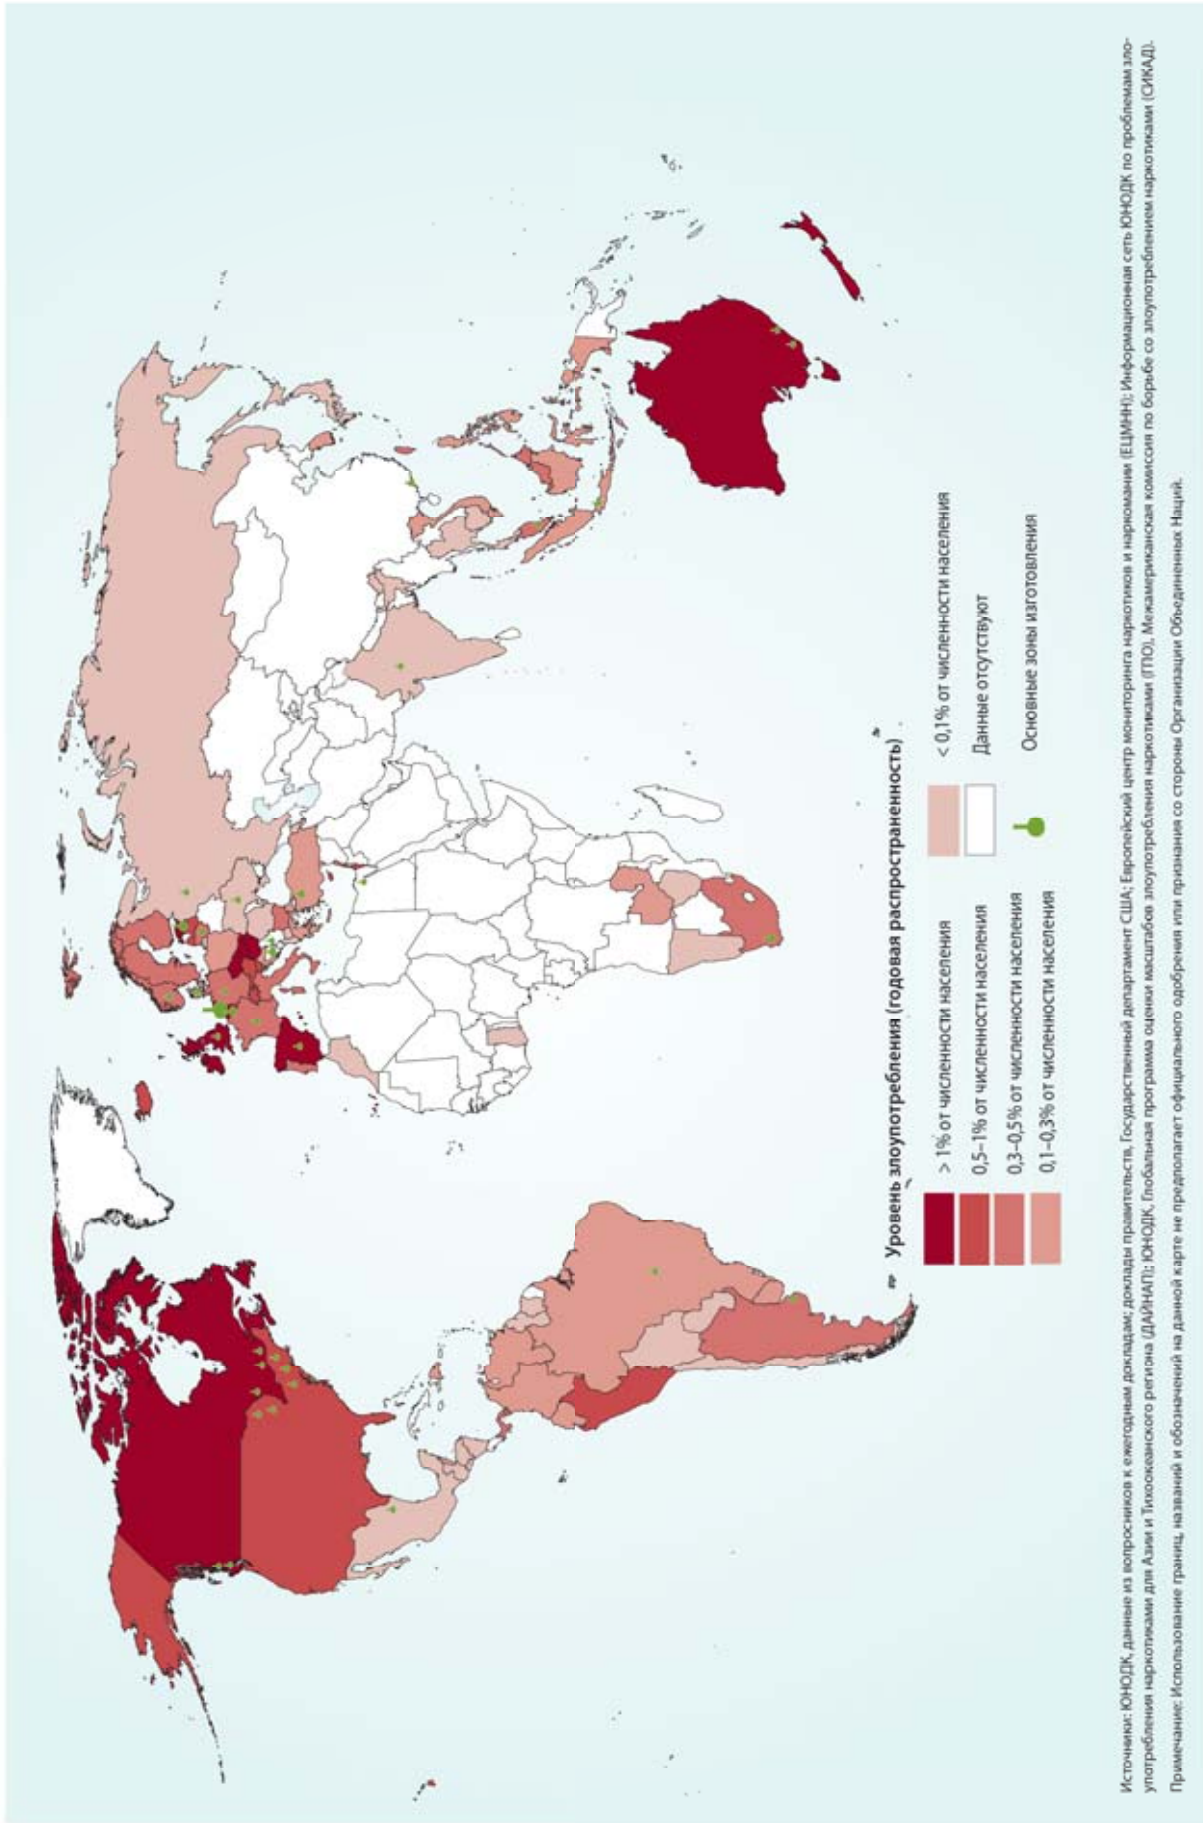 Уровень злоупотребления (годовая распространенность)
> 1% от численности населения
0,5–1% от численности населения
0,3–0,5% от численности населения
0,1–0,3% от численности населения
< 0,1% от численности населения
Данные отсутствуют
Основные зоны изготовления
Источники: ЮНОДК, данные из вопросников к ежегодным докладам; доклады правительств, Государственный департамент США; Европейский центр мониторинга наркотиков и наркомании (ЕЦМНН); Информационная сеть ЮНОДК по проблемам зло-
употребления наркотиками для Азии и Тихоокеанского региона (ДАЙНАП); ЮНОДК, Глобальная программа оценки масштабов злоупотребления наркотиками (ГПО), Межамериканская комиссия по борьбе со злоупотреблением наркотиками (СИКАД).
Примечание: Использование границ, названий и обозначений на данной карте не предполагает официального одобрения или признания со стороны Организации Объединенных Наций.